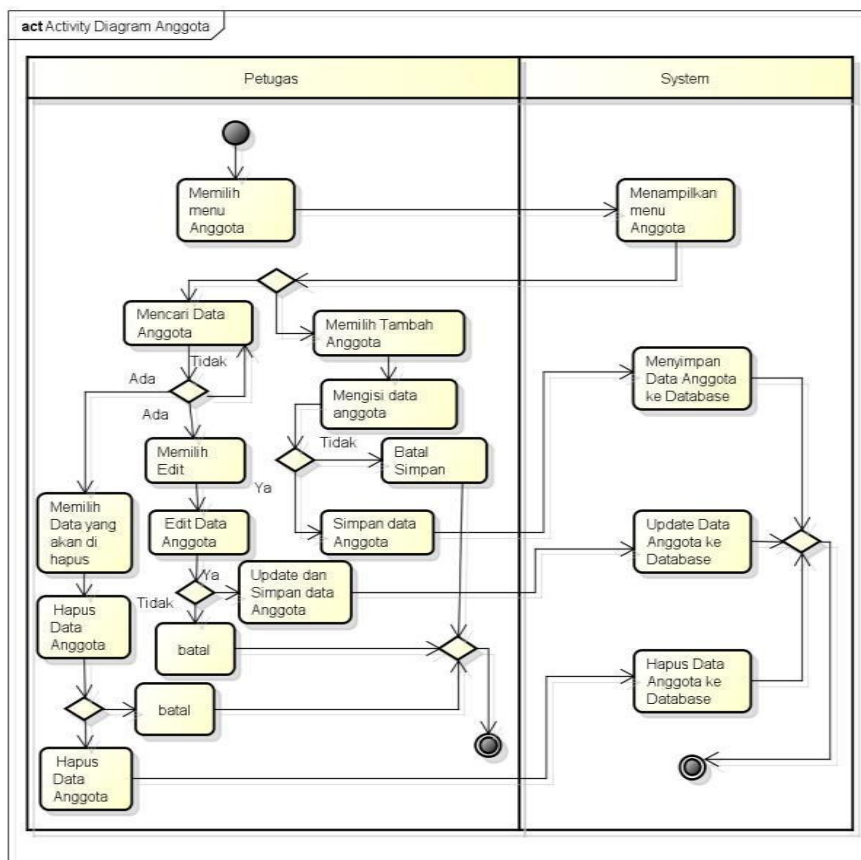 act Activity Diagram Anggota
Petugas
System
Memilih
menu
Anggota
Menampilkan
menu
Anggota
Mencari Data
Anggota
Memilih Tambah
Anggota
Tidak
Ada
Ada
Mengisi data
anggota
Menyimpan
Data Anggota
ke Database
Memilih
Edit
Tidak
Batal
Simpan
Ya
Memilih
Data yang
akan di
hapus
Edit Data
Anggota
Simpan data
Anggota
Update Data
Anggota ke
Database
Ya
Tidak
Update dan
Simpan data
Anggota
Hapus
Data
Anggota
batal
Hapus Data
Anggota ke
Database
batal
Hapus
Data
Anggota